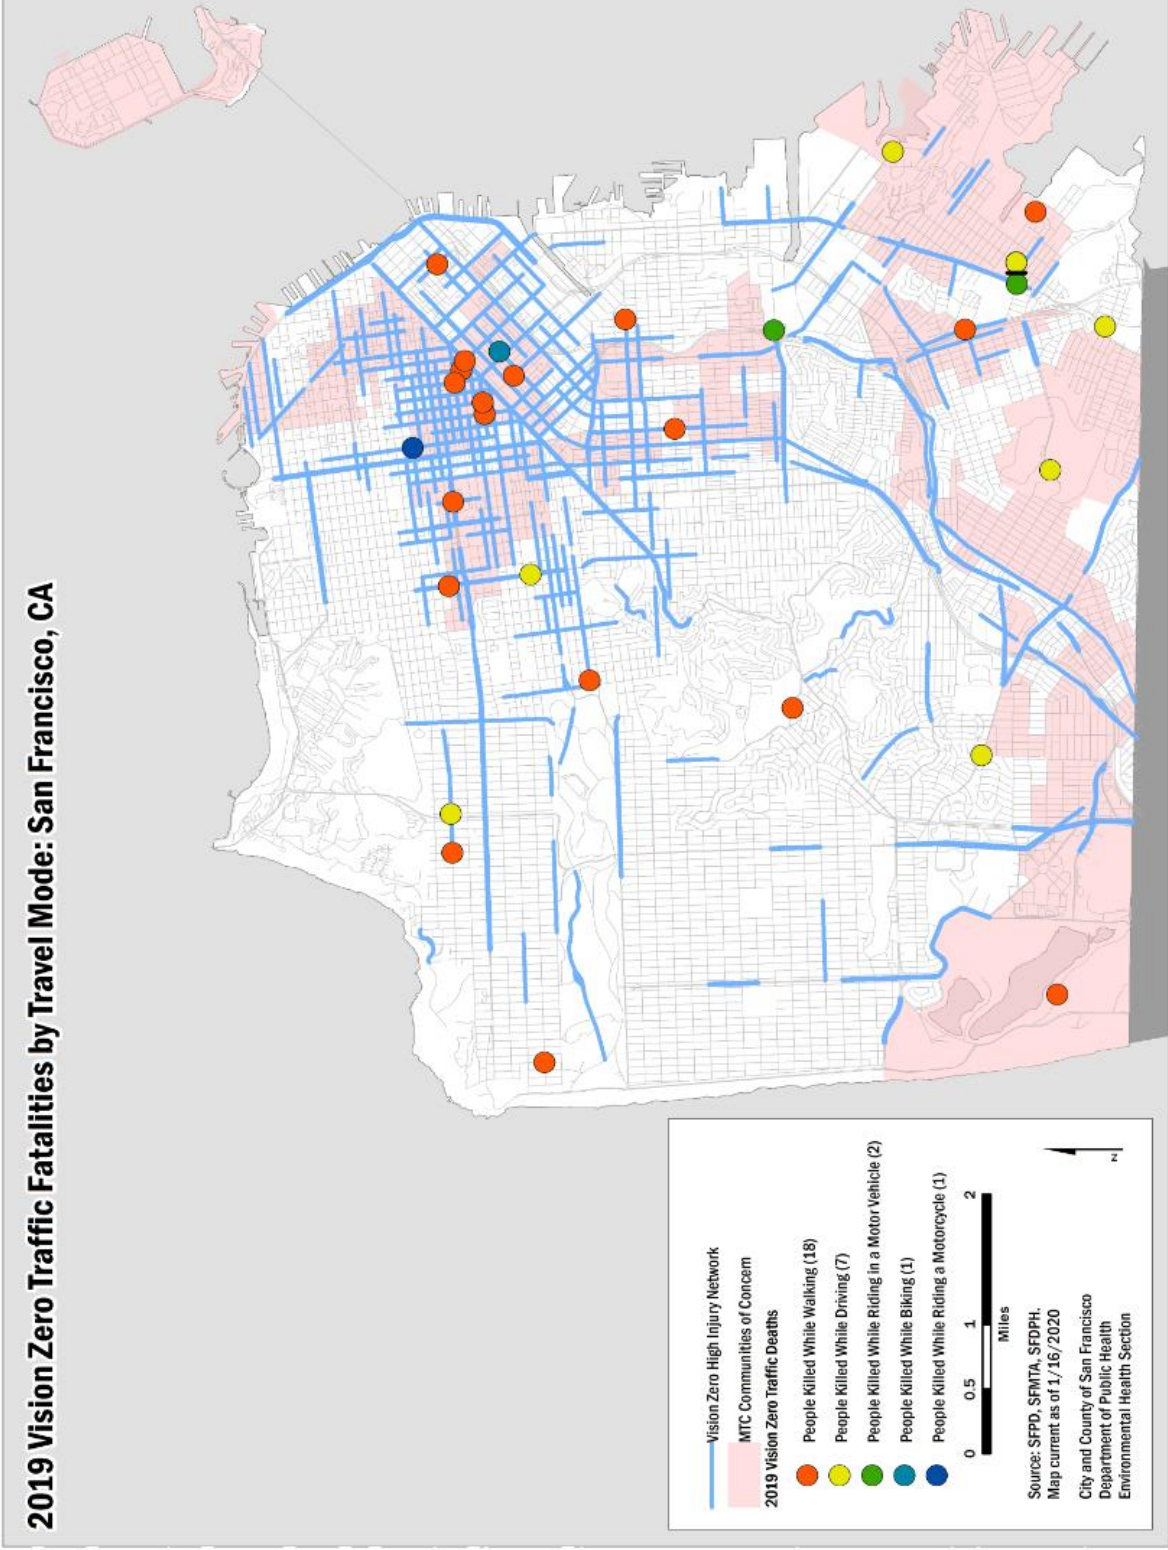 2019 Vision Zero Traffic Fatalities by Travel Mode: San Francisco, CA
Vision Zero High Injury Network
MTC Communities of Concern
2019 Vision Zero Traffic Deaths
People Killed While Walking (18)
People Killed While Driving (7)
People Killed While Riding in a Motor Vehicle (2)
People Killed While Biking (1)
People Killed While Riding a Motorcycle (1)
0 0.5 1 2
Miles
Source: SFPD, SFMTA, SFDPH.
Map current as of 1/16/2020
City and County of San Francisco
Department of Public Health
Environmental Health Section
N